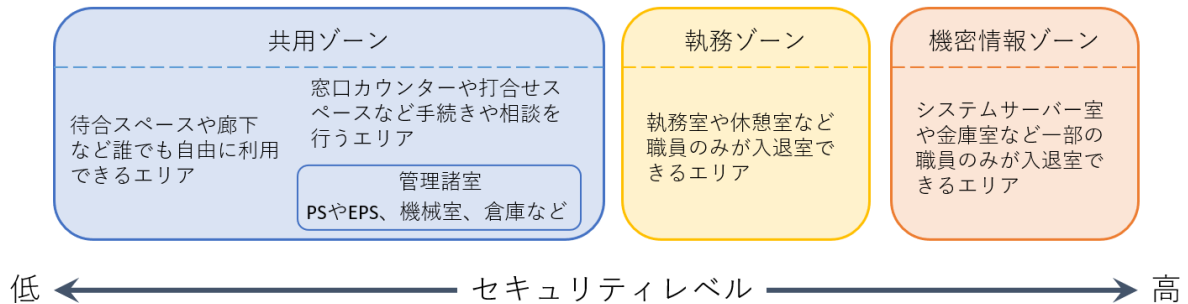 共用ゾーン
待合スペースや廊下
など誰でも自由に利用
できるエリア
窓口カウンターや打合せス
ペースなど手続きや相談を
行うエリア
管理諸室
PSやEPS、機械室、倉庫など
執務ゾーン
執務室や休憩室など
職員のみが入退室で
きるエリア
機密情報ゾーン
システムサーバー室
や金庫室など一部の
職員のみが入退室で
きるエリア
低
セキュリティレベル
高